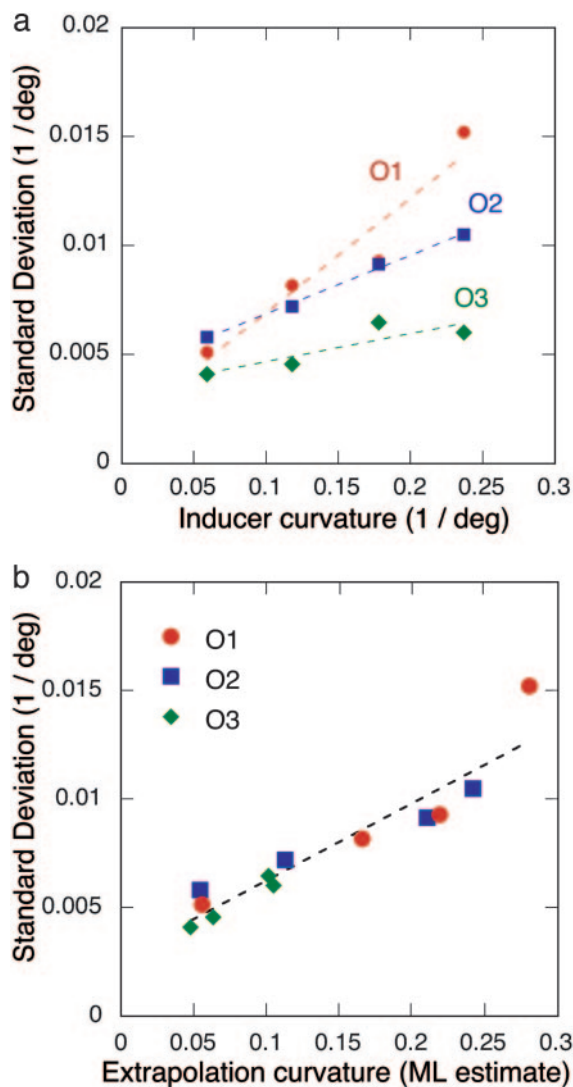 a
0.02
0.015
0.01
0.005
0
Standard Deviation (1 / deg)
O1
O2
O3
0 0.05 0.1 0.15 0.2 0.25 0.3
Inducer curvature (1 / deg)
b
0.02
0.015
0.01
0.005
0
Standard Deviation (1 / deg)
O1
O2
O3
0 0.05 0.1 0.15 0.2 0.25 0.3
Extrapolation curvature (ML estimate)